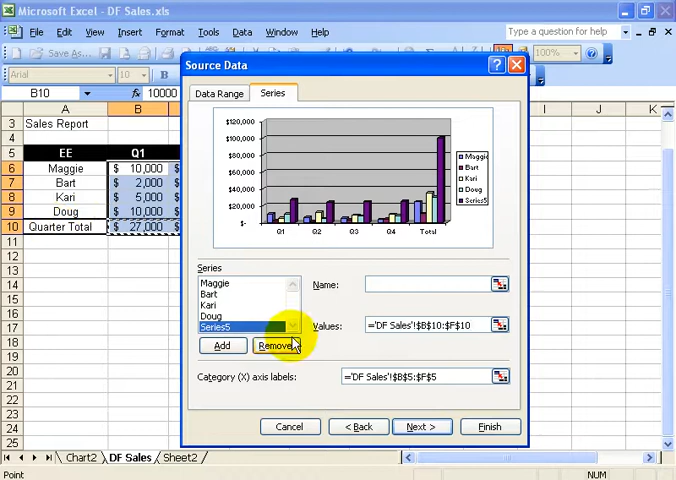 Microsoft Excel - DF Sales.xls
File Edit View Insert Format Tools Data Window Help
Type a question for help
Save As...
100%
Arial 10 B
B10 fx 10000
A B I J K
3 Sales Report
4
5 EE Q1
6 Maggie $ 10,000 $
7 Bart $ 2,000 $
8 Kari $ 5,000 $
9 Doug $ 10,000 $
10 Quarter Total $ 27,000 $
11
12
13
14
15
16
17
18
19
20
21
22
23
24
25
Source Data
Data Range Series
$120,000
$100,000
$80,000
$60,000
$40,000
$20,000
$-
Q1 Q2 Q3 Q4 Total
Maggie
Bart
Kari
Doug
Series5
Series
Maggie
Bart
Kari
Doug
Series5
Name:
Values: ='DF Sales'!$B$10:$F$10
Add Remove
Category (X) axis labels: ='DF Sales'!$B$5:$F$5
Cancel < Back Next > Finish
Chart2 DF Sales Sheet2
NUM